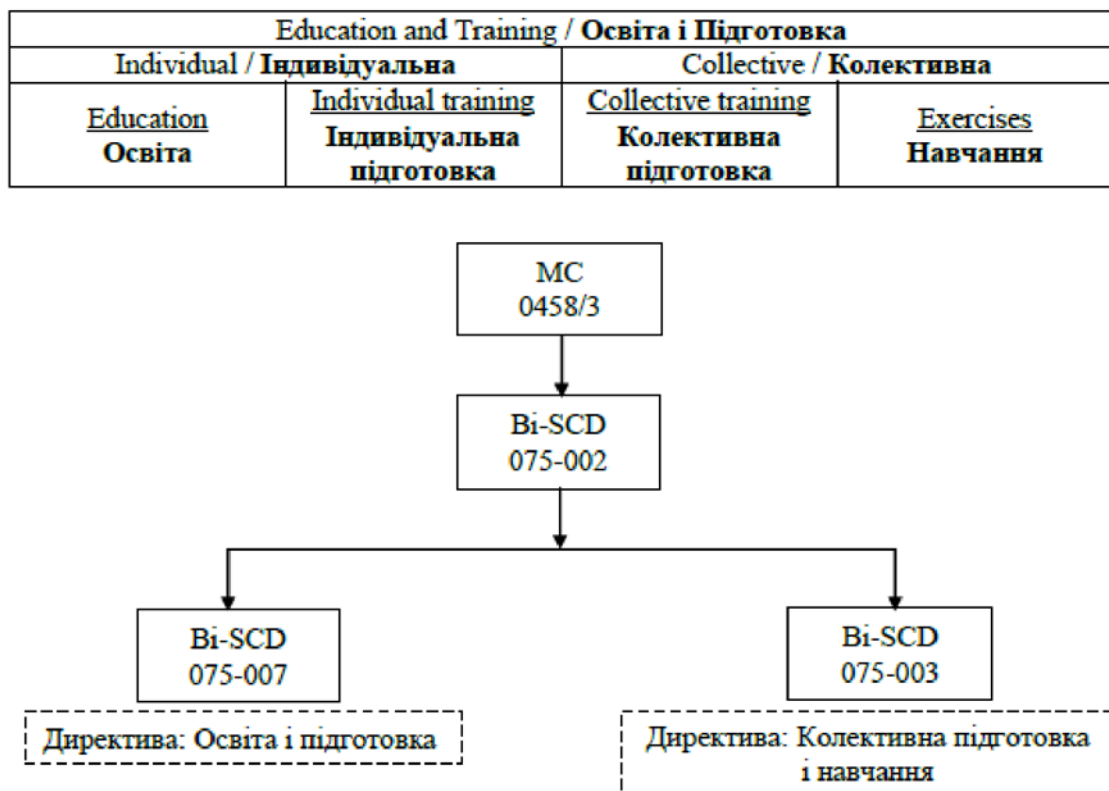 Education and Training / Освіта і Підготовка
Individual / Індивідуальна
Collective / Колективна
Education
Освіта
Individual training
Індивідуальна
підготовка
Collective training
Колективна
підготовка
Exercises
Навчання
МС
0458/3
Bi-SCD
075-002
Bi-SCD
075-007
Bi-SCD
075-003
Директива: Освіта і підготовка
Директива: Колективна підготовка
і навчання